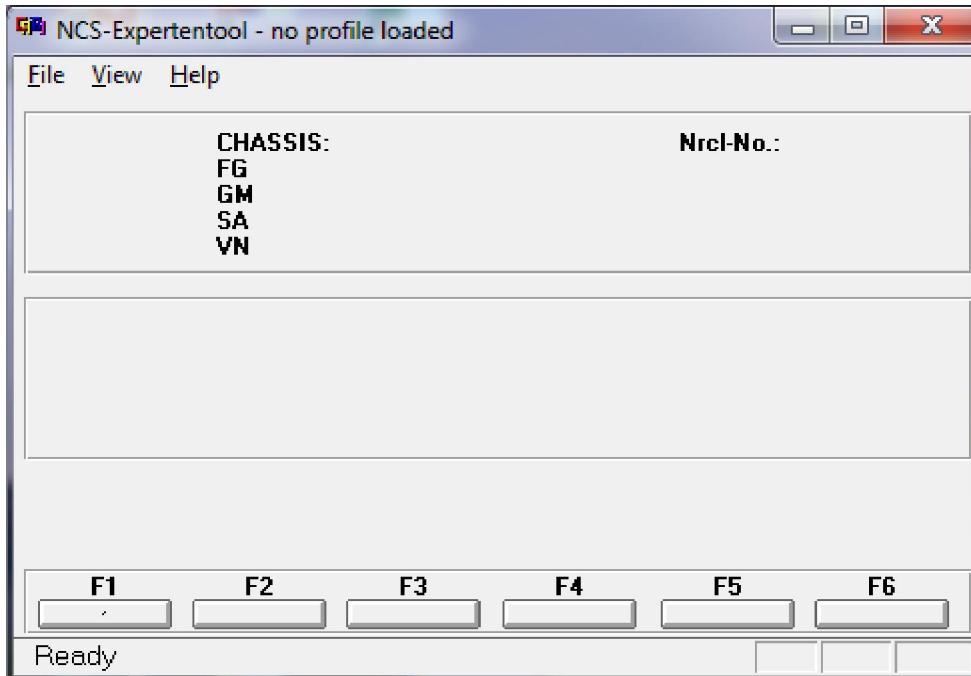 NCS-Expertentool - no profile loaded
File View Help
CHASSIS: Nrcl-No.:
FG
GM
SA
VN
F1 F2 F3 F4 F5 F6
Ready